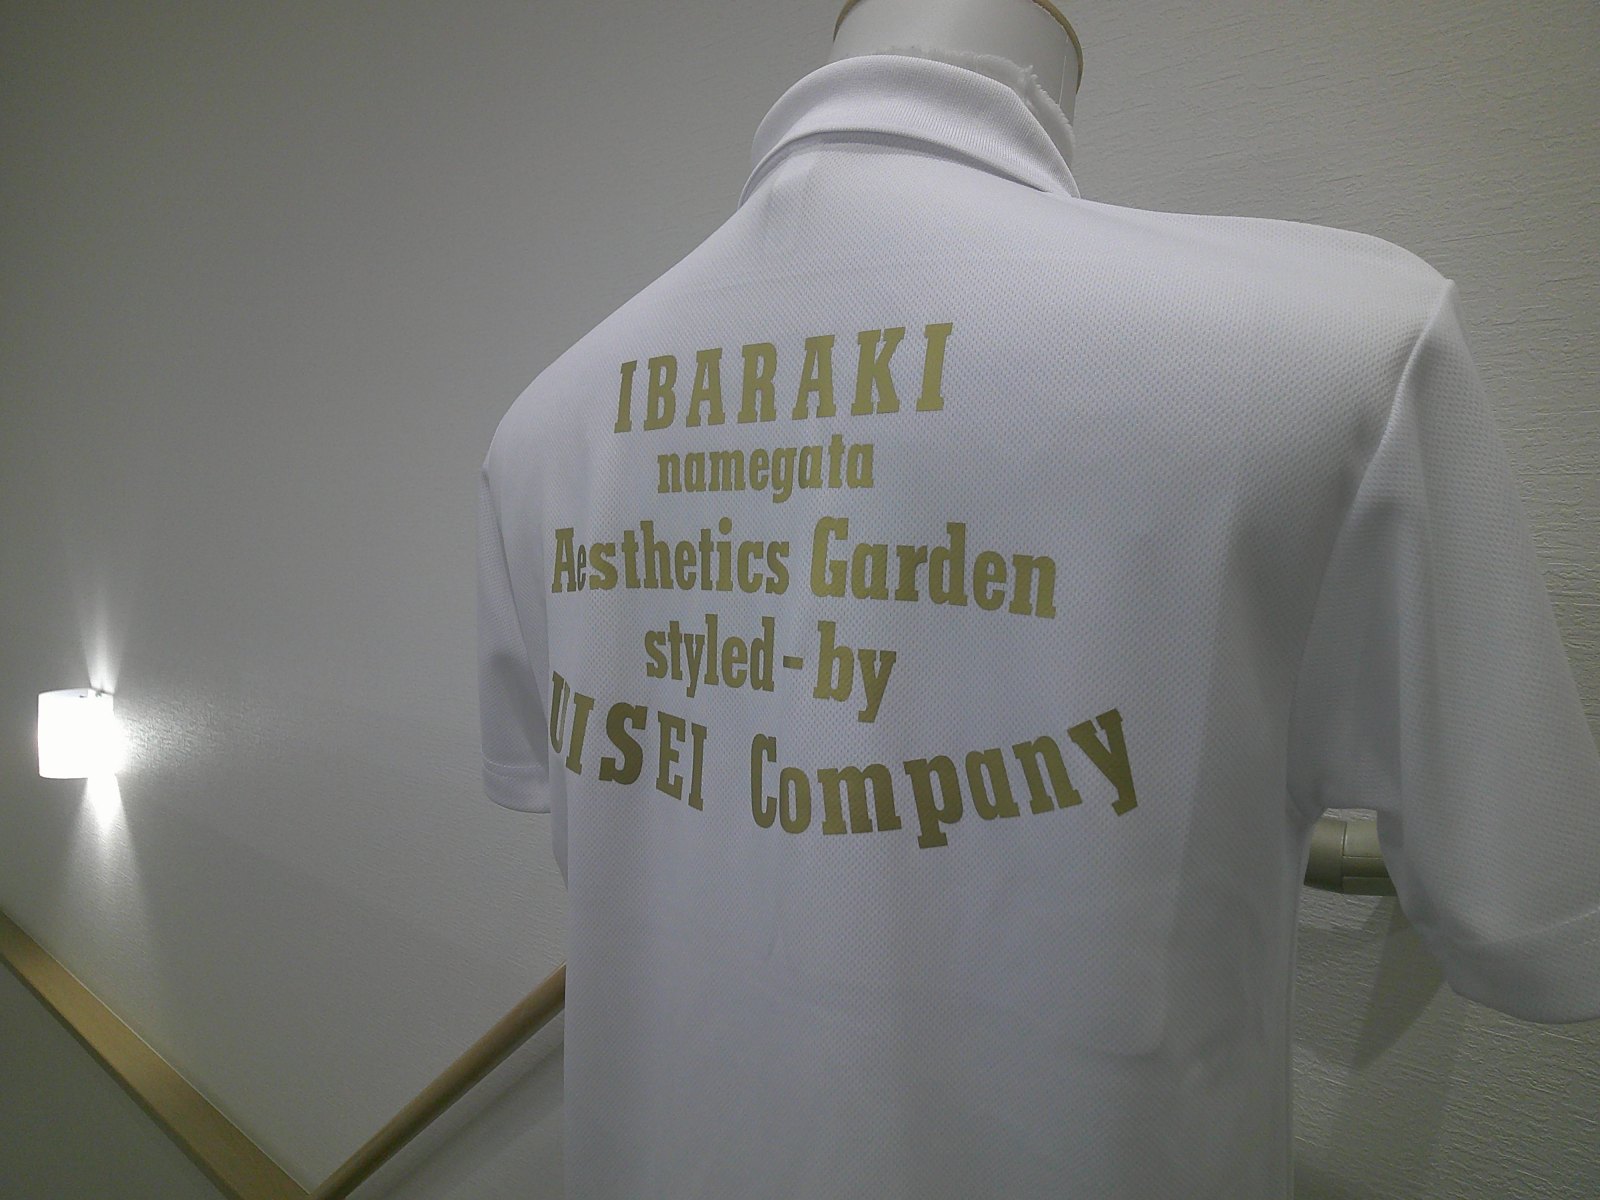 IBARAKI
namegata
Aesthetics Garden
styled-by
UISEI Company